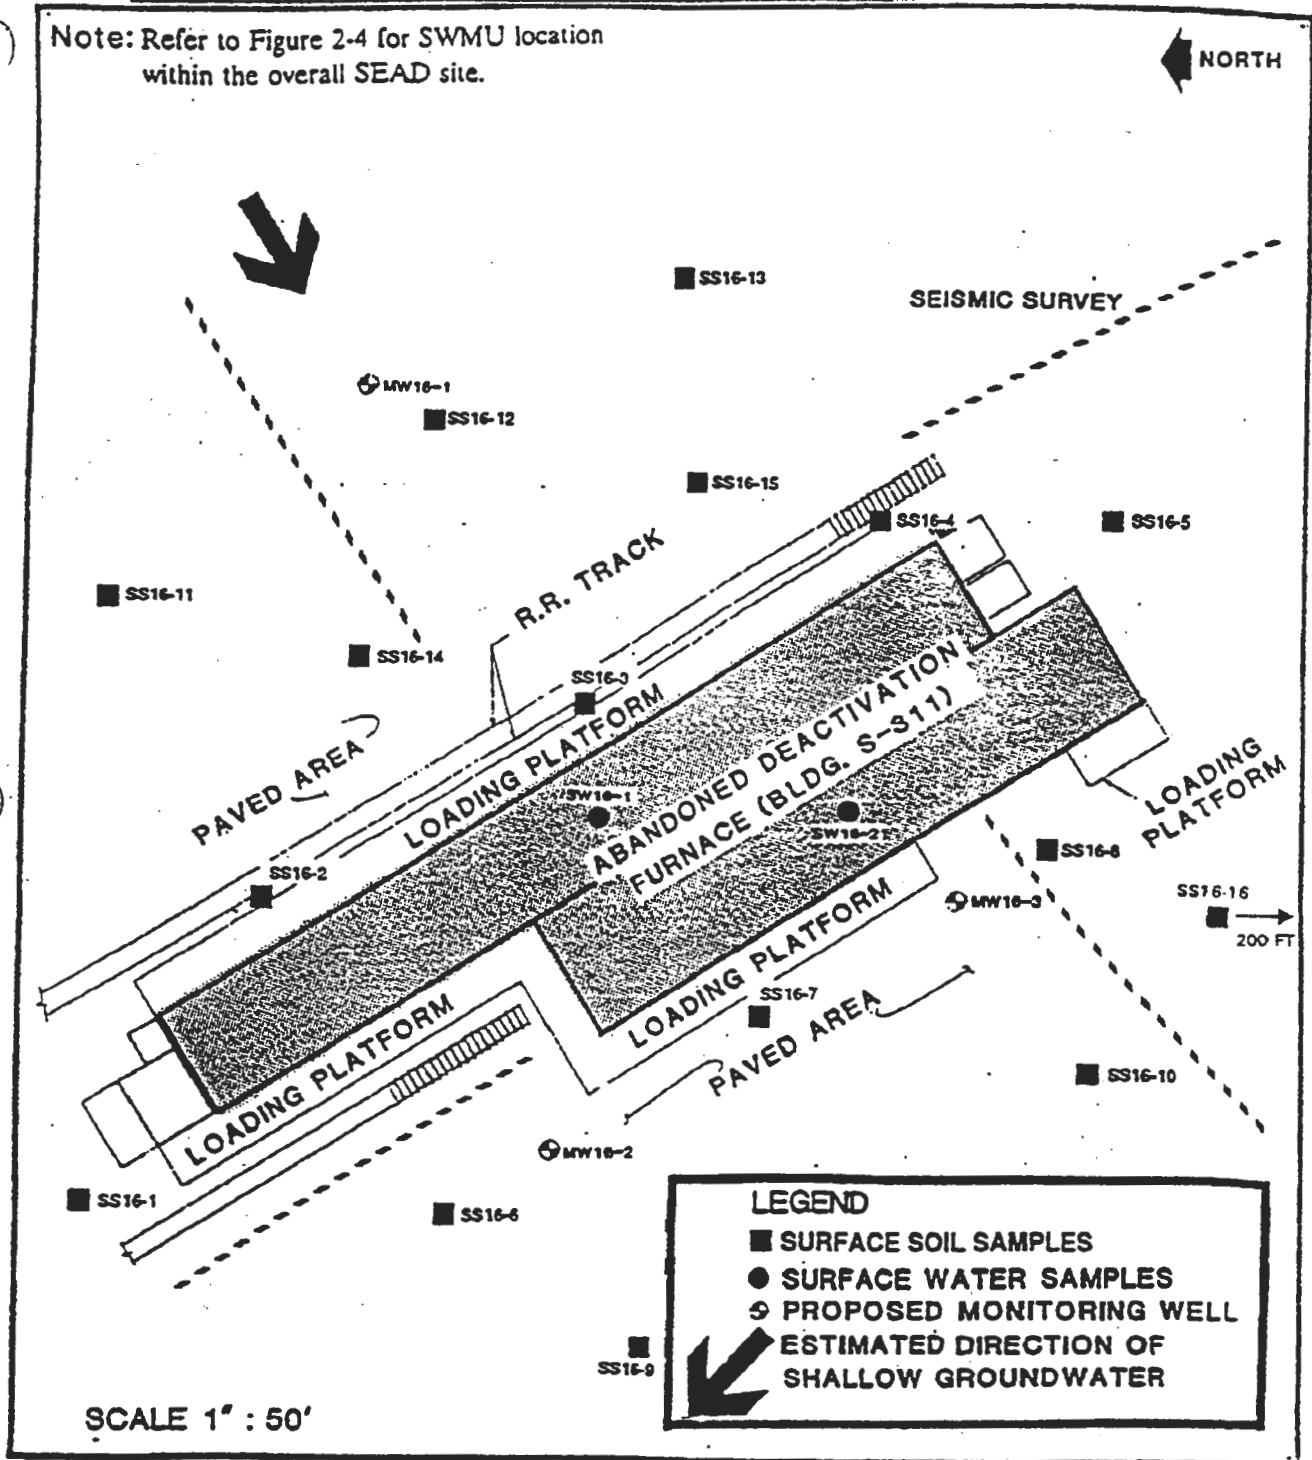 Note: Refer to Figure 2-4 for SWMU location
within the overall SEAD site.
NORTH
SS16-13
SEISMIC SURVEY
MW16-1
SS16-12
SS16-15
SS16-4
SS16-5
R.R. TRACK
SS16-11
SS16-14
SS16-3
LOADING PLATFORM
PAVED AREA
ABANDONED DEACTIVATION
FURNACE (BLDG. S-311)
SW16-1
SW16-21
LOADING
PLATFORM
SS16-2
SS16-8
MW16-3
SS16-16
200 FT
LOADING PLATFORM
SS16-7
PAVED AREA
LOADING PLATFORM
SS16-10
MW16-2
SS16-1
SS16-6
SS16-9
LEGEND
SURFACE SOIL SAMPLES
SURFACE WATER SAMPLES
PROPOSED MONITORING WELL
ESTIMATED DIRECTION OF
SHALLOW GROUNDWATER
SCALE 1" : 50'